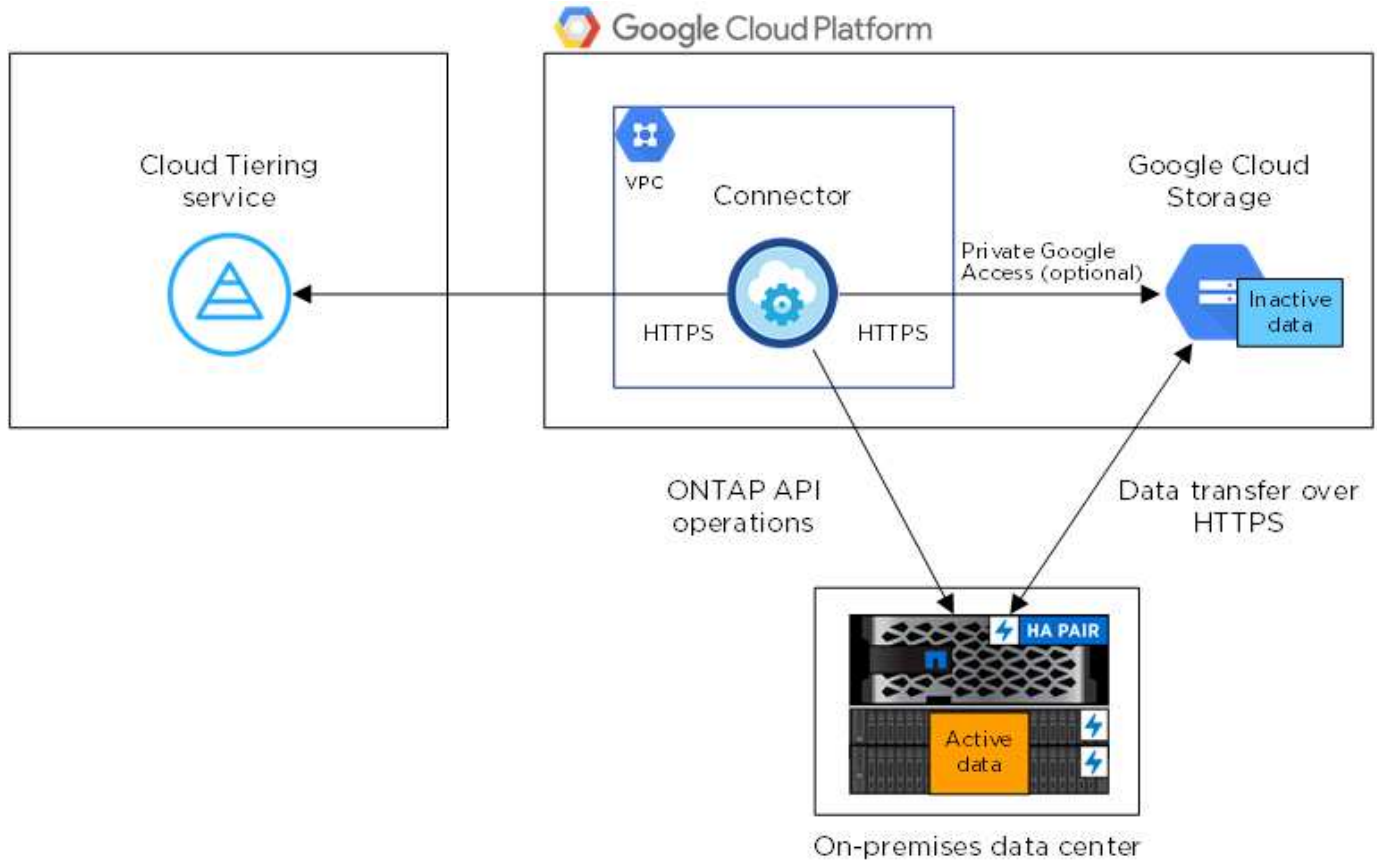 Google Cloud Platform
Cloud Tiering
service
VPC
Connector
Google Cloud
Storage
Private Google
Access (optional)
Inactive
data
HTTPS
HTTPS
ONTAP API
operations
Data transfer over
HTTPS
HA PAIR
Active
data
On-premises data center